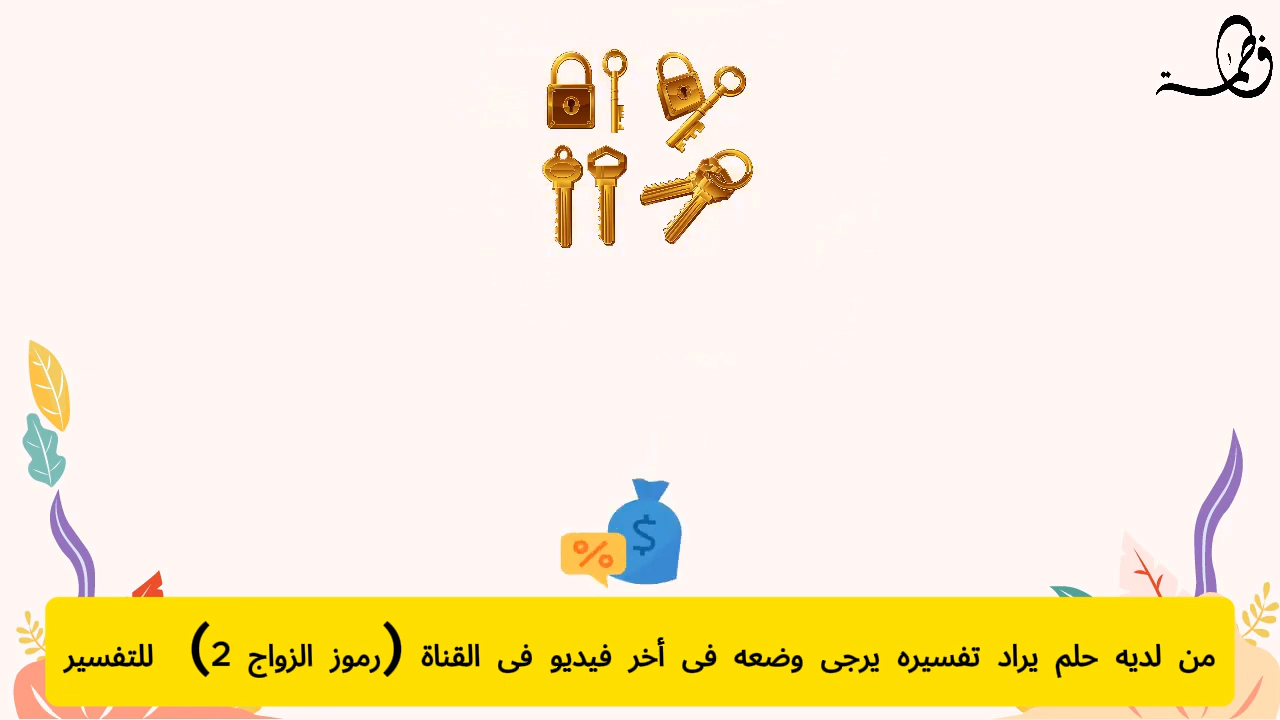 فطمة
من لديه حلم يراد تفسيره يرجى وضعه فى أخر فيديو فى القناة (رموز الزواج 2) للتفسير
$
%